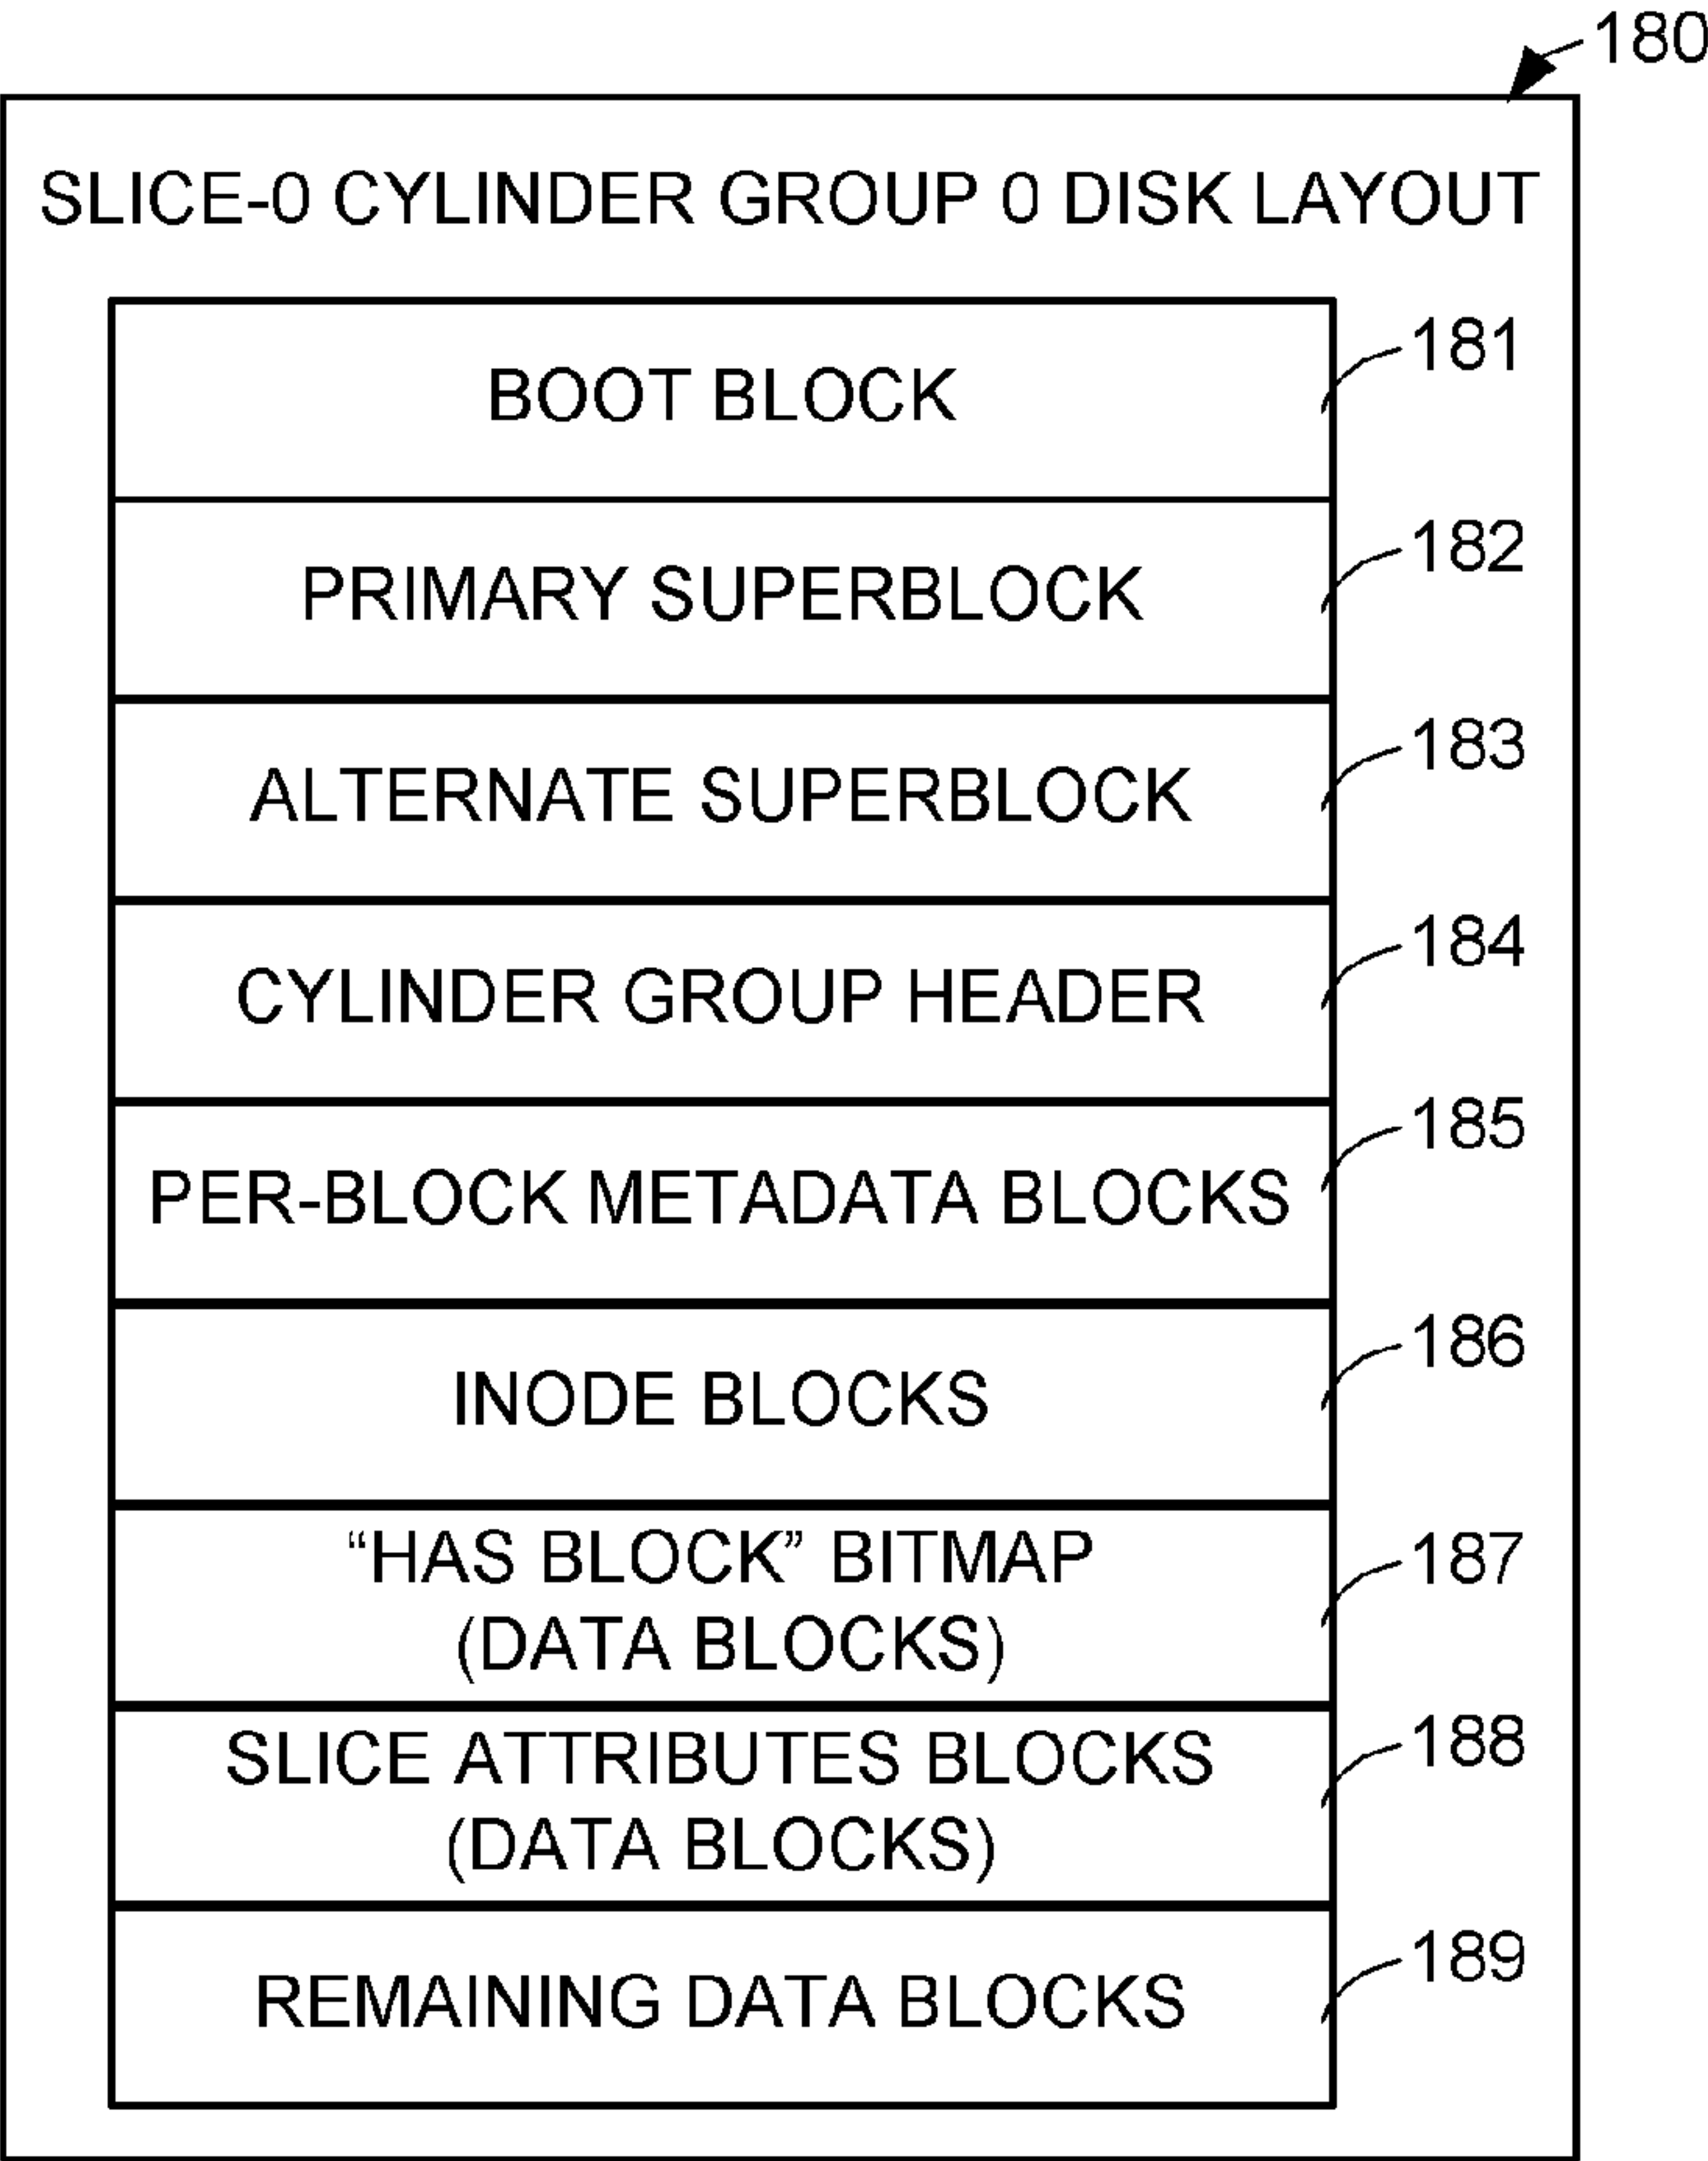 180
SLICE-0 CYLINDER GROUP 0 DISK LAYOUT
BOOT BLOCK
181
PRIMARY SUPERBLOCK
182
ALTERNATE SUPERBLOCK
183
CYLINDER GROUP HEADER
184
PER-BLOCK METADATA BLOCKS
185
INODE BLOCKS
186
“HAS BLOCK” BITMAP
(DATA BLOCKS)
187
SLICE ATTRIBUTES BLOCKS
(DATA BLOCKS)
188
REMAINING DATA BLOCKS
189